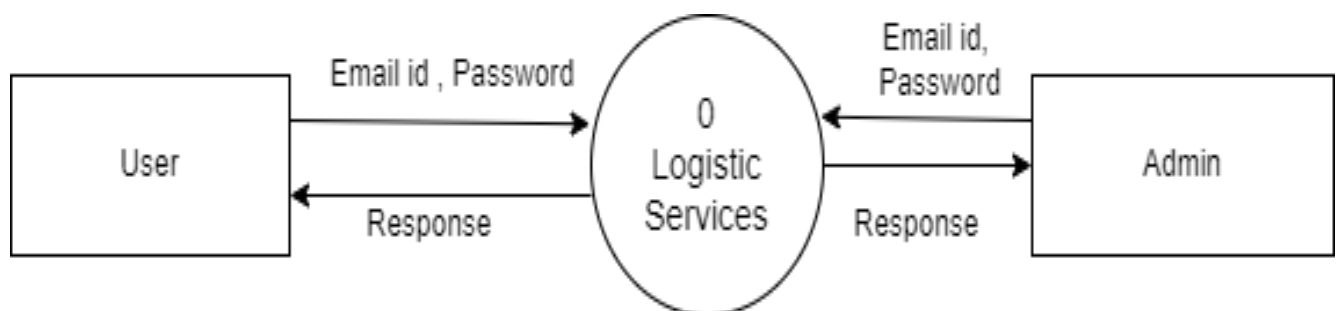 User
Email id , Password
Response
0
Logistic
Services
Email id,
Password
Response
Admin